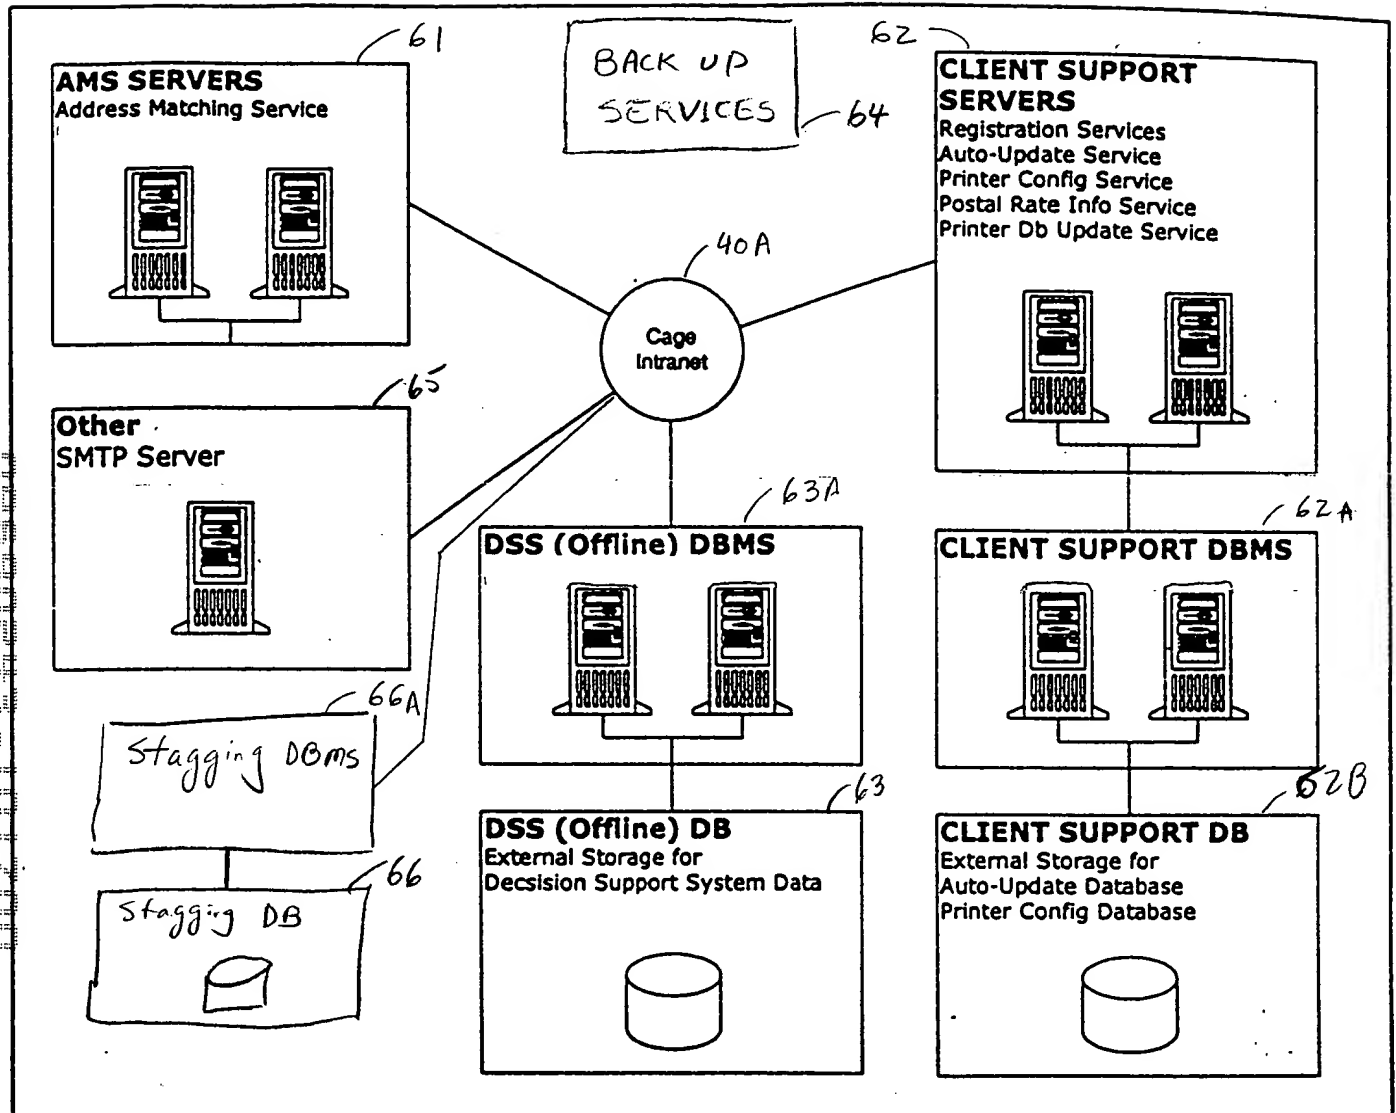 61
AMS SERVERS
Address Matching Service
BACK UP
SERVICES
64
62
CLIENT SUPPORT
SERVERS
Registration Services
Auto-Update Service
Printer Config Service
Postal Rate Info Service
Printer Db Update Service
40A
Cage
Intranet
65
Other
SMTP Server
63A
DSS (Offline) DBMS
62A
CLIENT SUPPORT DBMS
66A
Stagging DBms
63
DSS (Offline) DB
External Storage for
Decsision Support System Data
62B
CLIENT SUPPORT DB
External Storage for
Auto-Update Database
Printer Config Database
66
Stagging DB